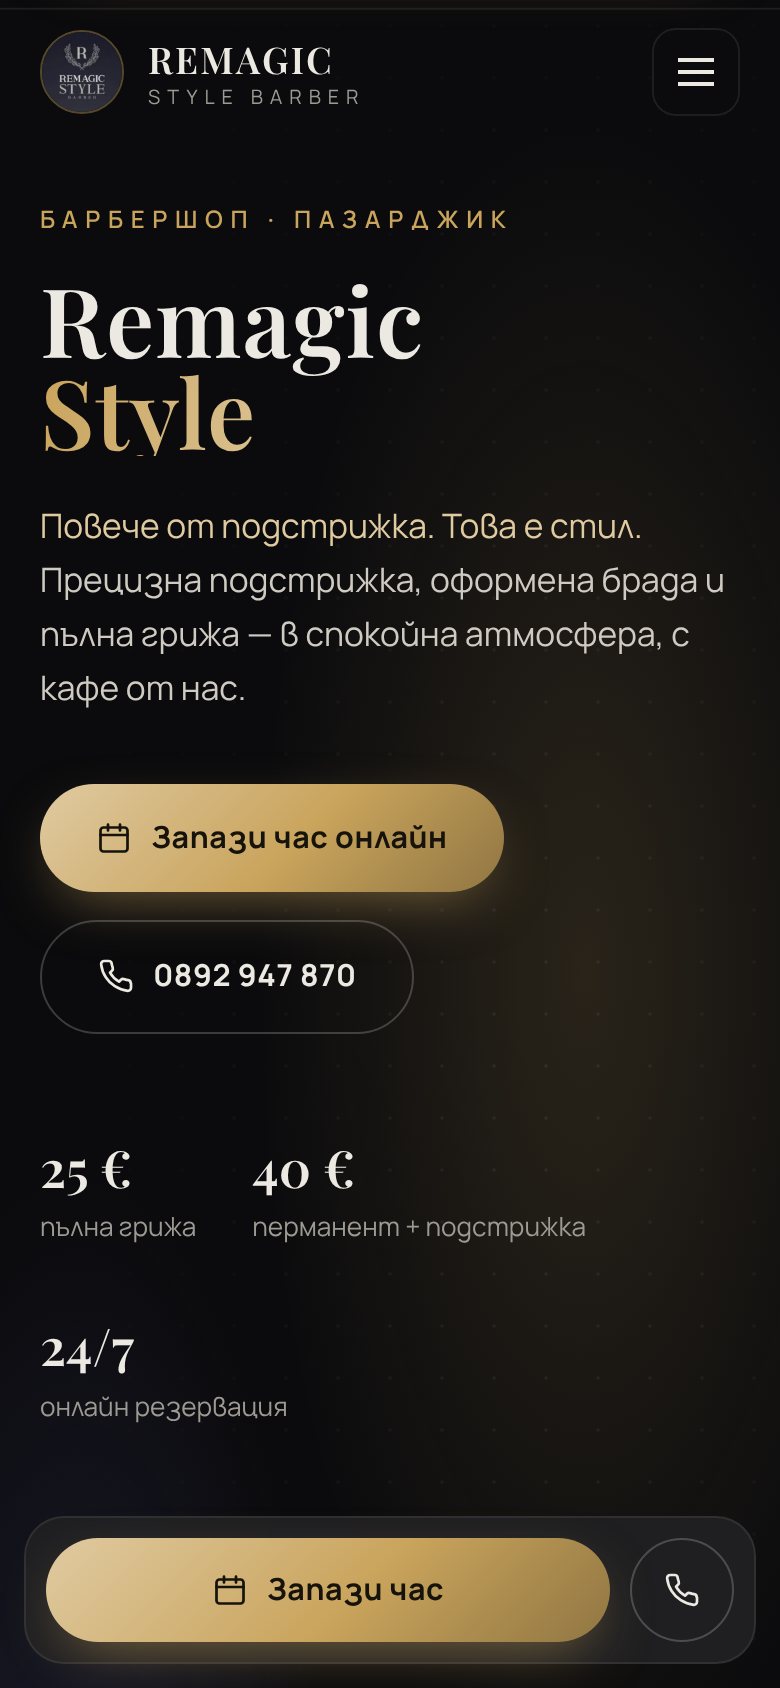 R
REMAGIC
STYLE
BARBER
REMAGIC
STYLE BARBER
БАРБЕРШОП · ПАЗАРДЖИК
Remagic
Style
Повече от подстрижка. Това е стил.
Прецизна подстрижка, оформена брада и
пълна грижа — в спокойна атмосфера, с
кафе от нас.
Запази час онлайн
0892 947 870
25 € 40 €
пълна грижа перманент + подстрижка
24/7
онлайн резервация
Запази час